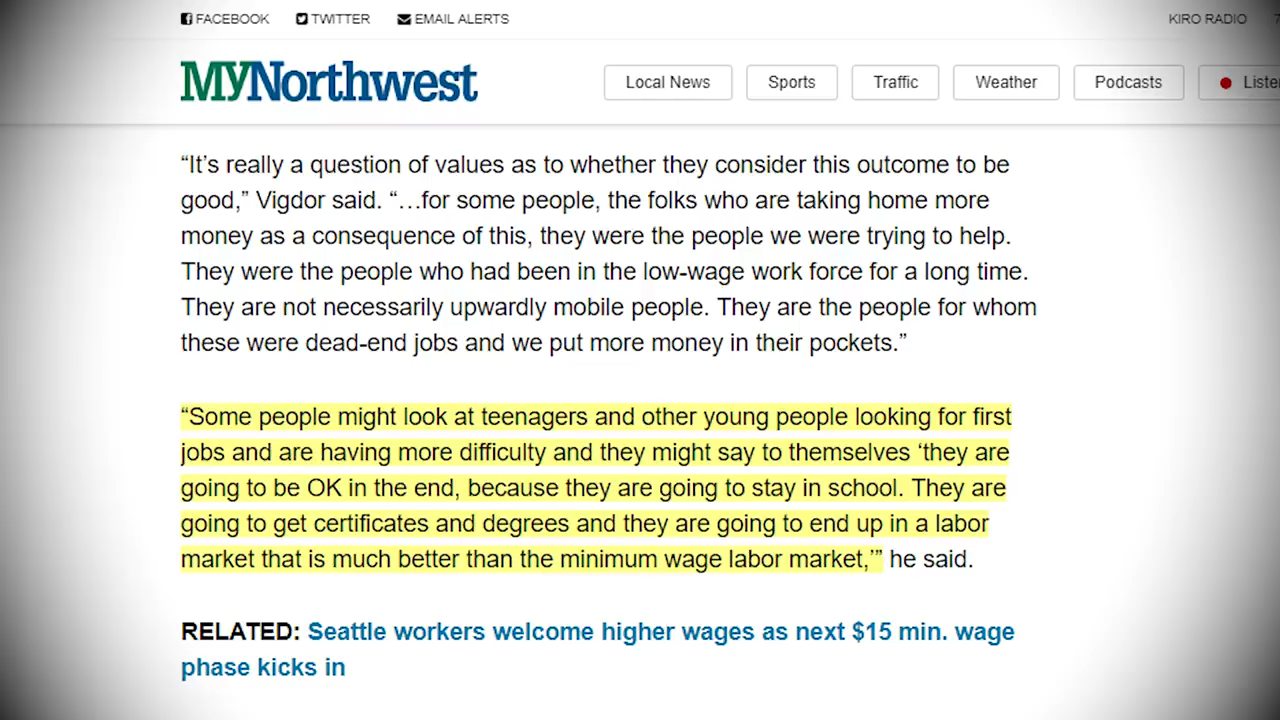 FACEBOOK TWITTER EMAIL ALERTS KIRO RADIO 7
MYNorthwest Local News Sports Traffic Weather Podcasts Liste
“It’s really a question of values as to whether they consider this outcome to be
good,” Vigdor said. “…for some people, the folks who are taking home more
money as a consequence of this, they were the people we were trying to help.
They were the people who had been in the low-wage work force for a long time.
They are not necessarily upwardly mobile people. They are the people for whom
these were dead-end jobs and we put more money in their pockets.”
“Some people might look at teenagers and other young people looking for first
jobs and are having more difficulty and they might say to themselves ‘they are
going to be OK in the end, because they are going to stay in school. They are
going to get certificates and degrees and they are going to end up in a labor
market that is much better than the minimum wage labor market,’” he said.
RELATED: Seattle workers welcome higher wages as next $15 min. wage
phase kicks in